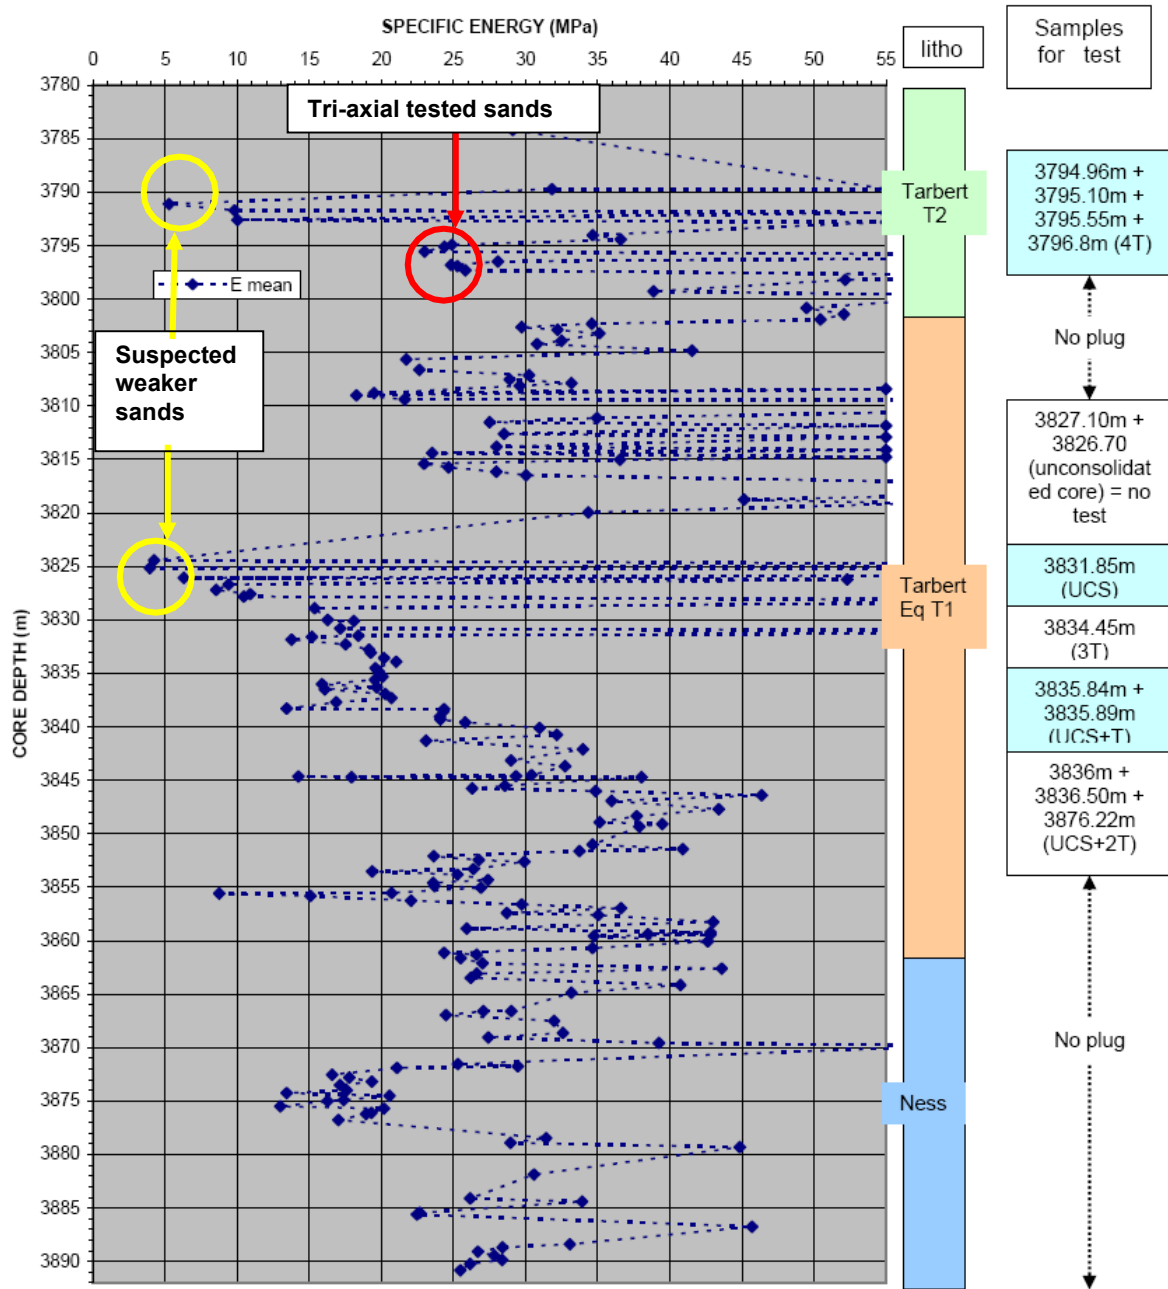 SPECIFIC ENERGY (MPa)
0 5 10 15 20 25 30 35 40 45 50 55
litho
Samples
for test
CORE DEPTH (m)
3780
3785
3790
3795
3800
3805
3810
3815
3820
3825
3830
3835
3840
3845
3850
3855
3860
3865
3870
3875
3880
3885
3890
Tri-axial tested sands
E mean
Suspected
weaker
sands
Tarbert
T2
Tarbert
Eq T1
Ness
3794.96m +
3795.10m +
3795.55m +
3796.8m (4T)
No plug
3827.10m +
3826.70
(unconsolidat
ed core) = no
test
3831.85m
(UCS)
3834.45m
(3T)
3835.84m +
3835.89m
(UCS+T)
3836m +
3836.50m +
3876.22m
(UCS+2T)
No plug